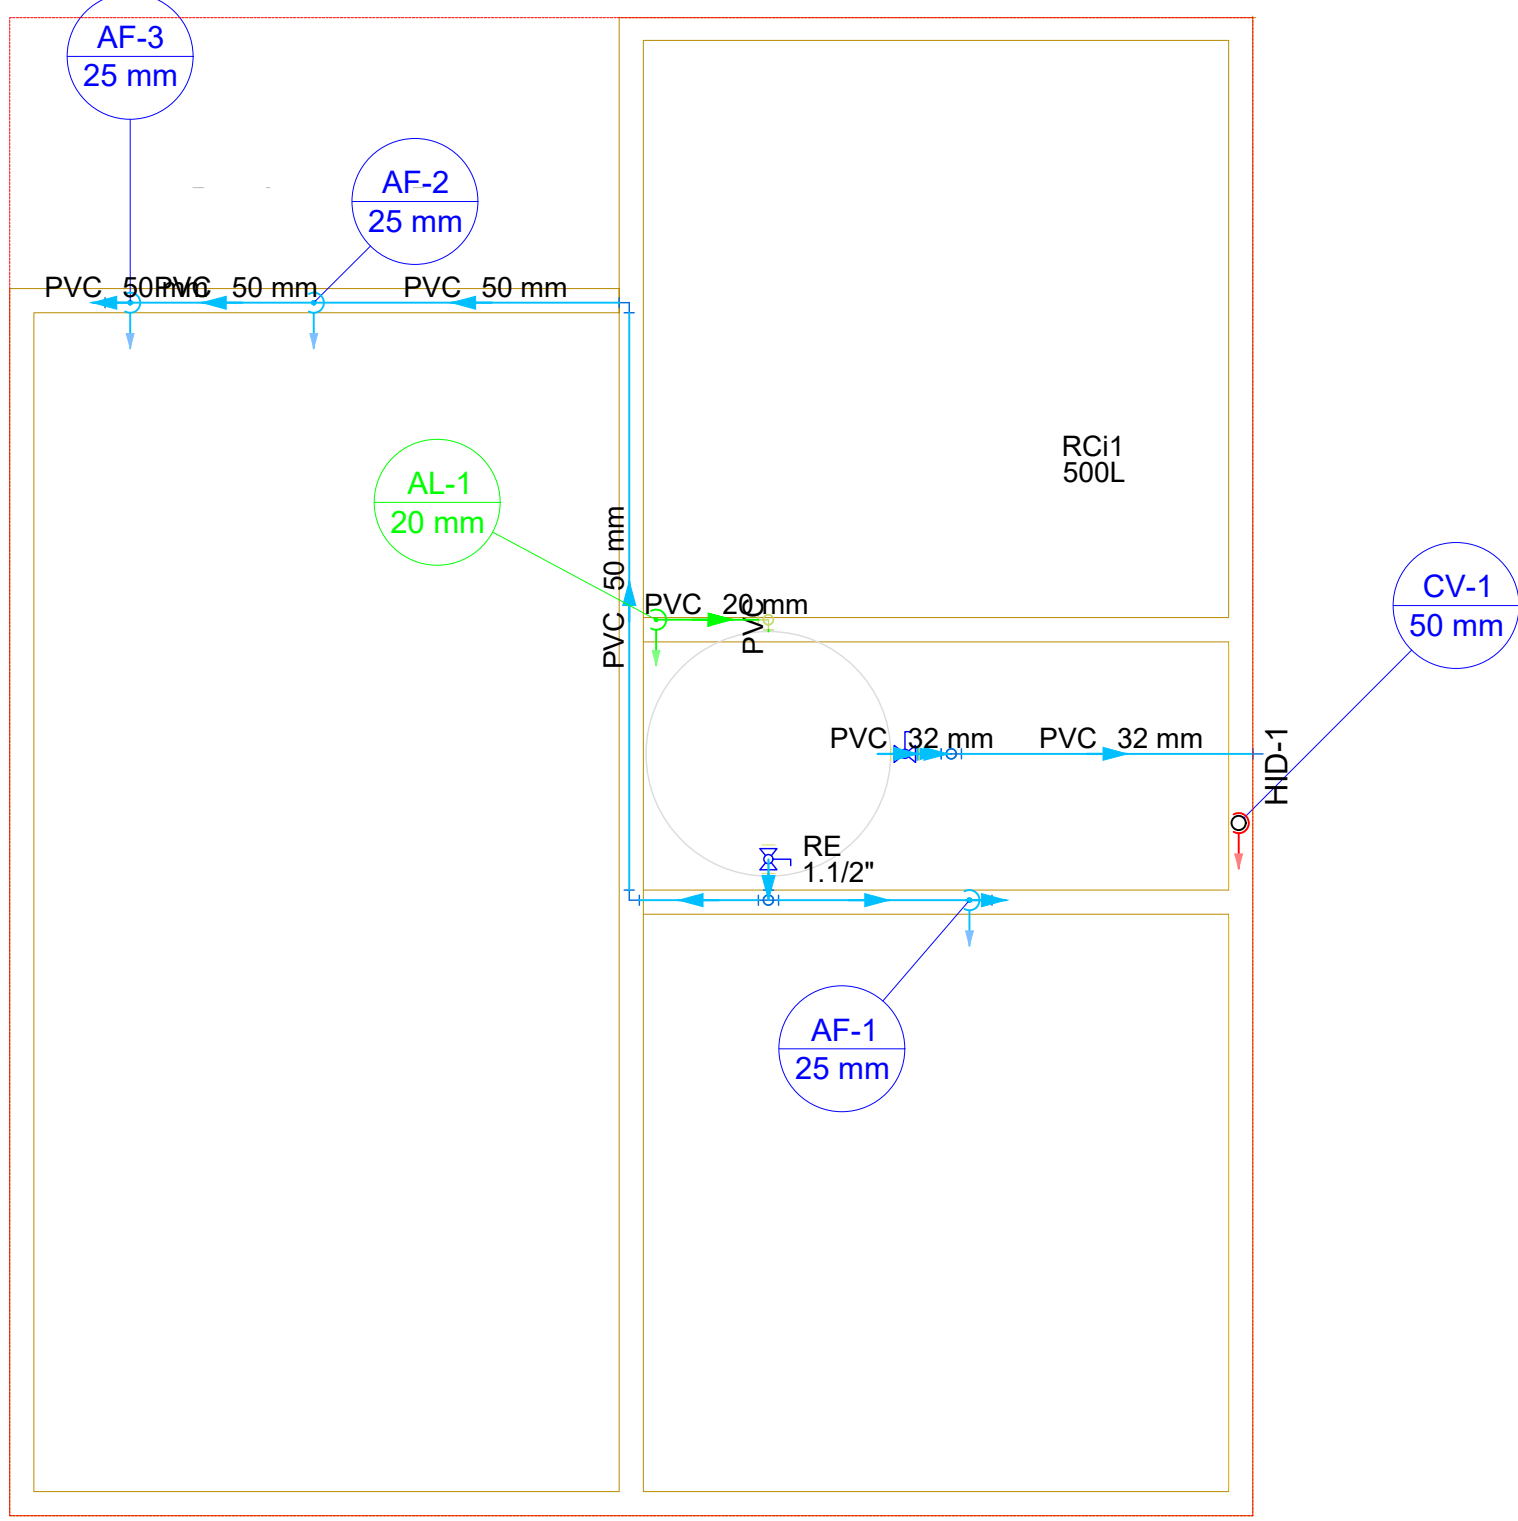 AF-3
25 mm
AF-2
25 mm
PVC 50 mm
PVC 50 mm
PVC 50 mm
RCi1
500L
AL-1
20 mm
PVC 50 mm
PVC 20 mm
PVC
CV-1
50 mm
PVC 32 mm
PVC 32 mm
HID-1
RE
1.1/2"
AF-1
25 mm